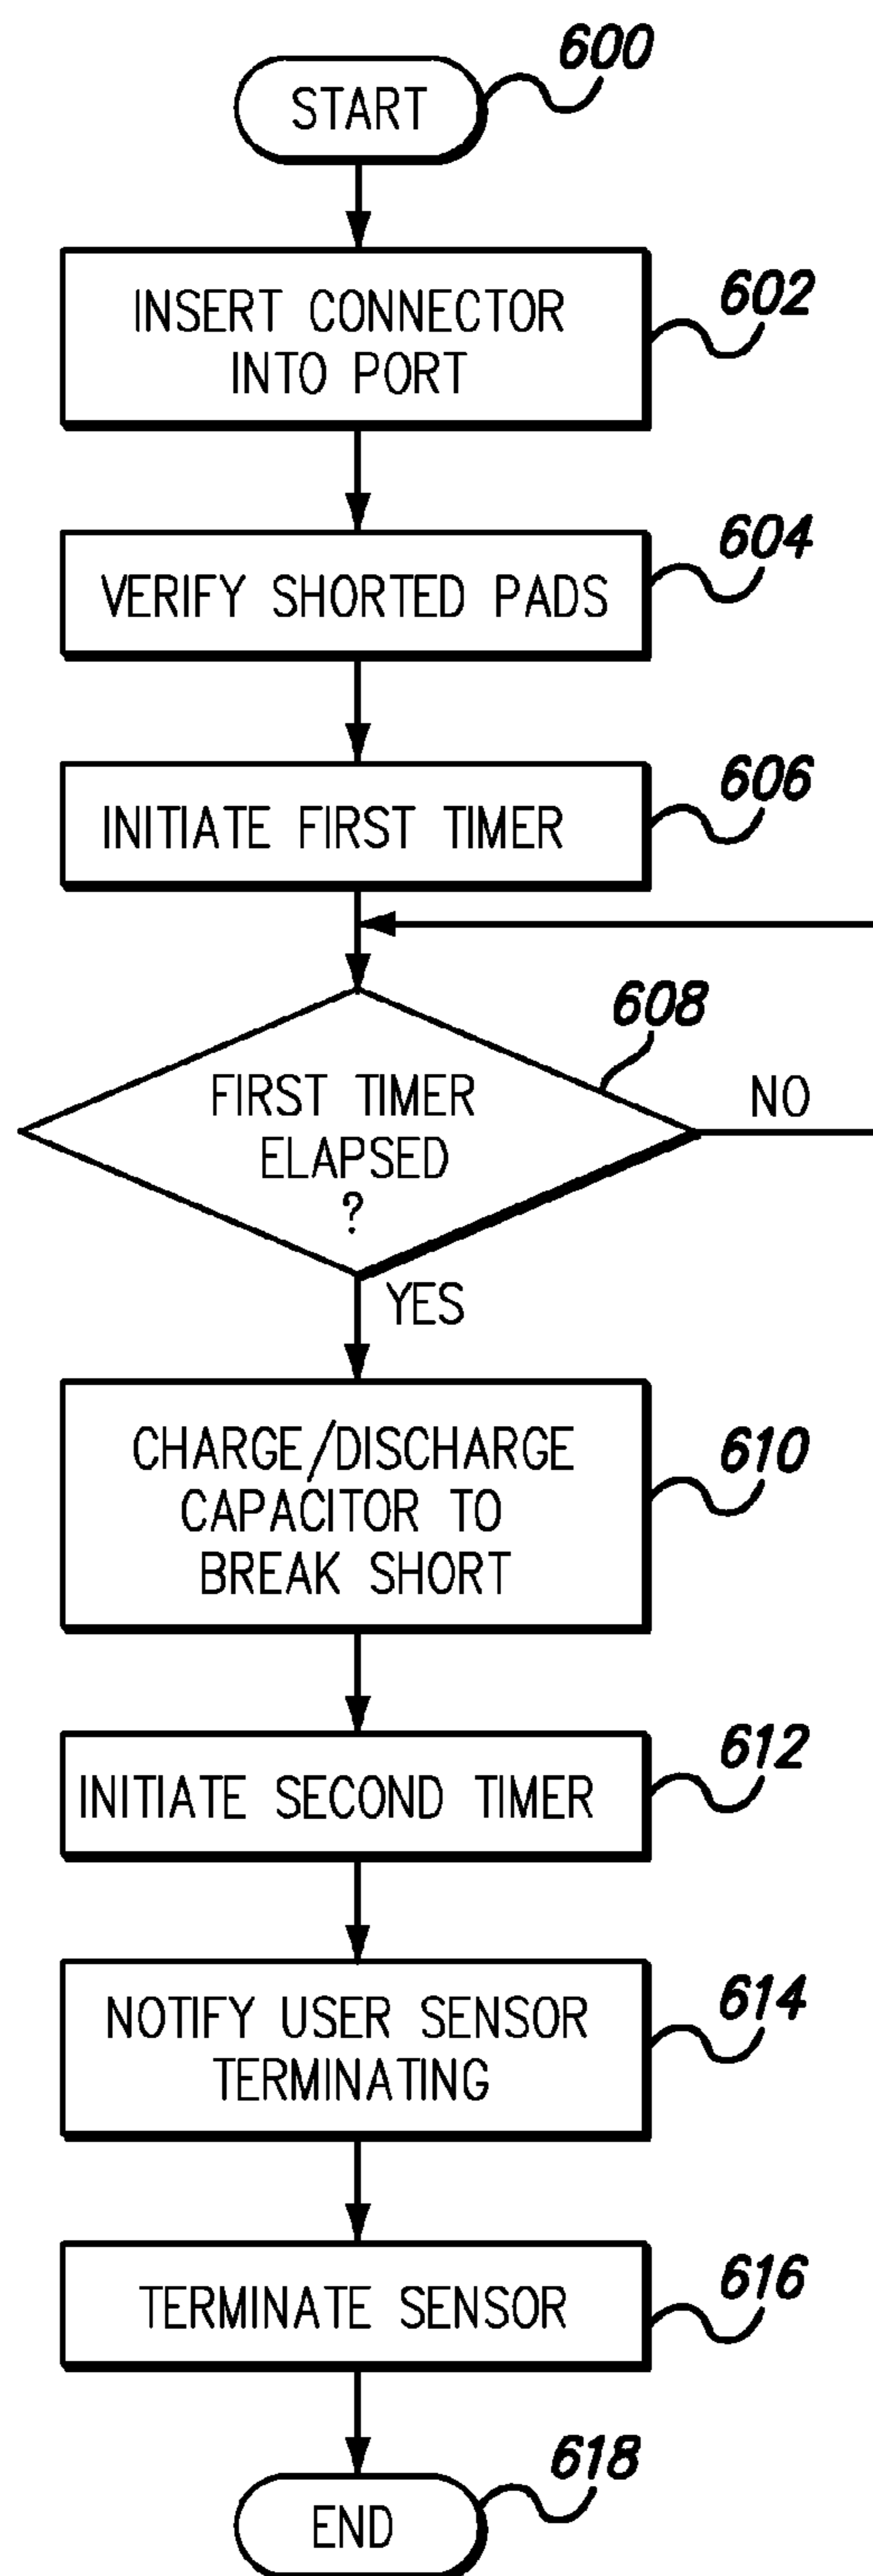 START
600
INSERT CONNECTOR
INTO PORT
602
VERIFY SHORTED PADS
604
INITIATE FIRST TIMER
606
FIRST TIMER
ELAPSED
?
608
NO
YES
CHARGE/DISCHARGE
CAPACITOR TO
BREAK SHORT
610
INITIATE SECOND TIMER
612
NOTIFY USER SENSOR
TERMINATING
614
TERMINATE SENSOR
616
END
618